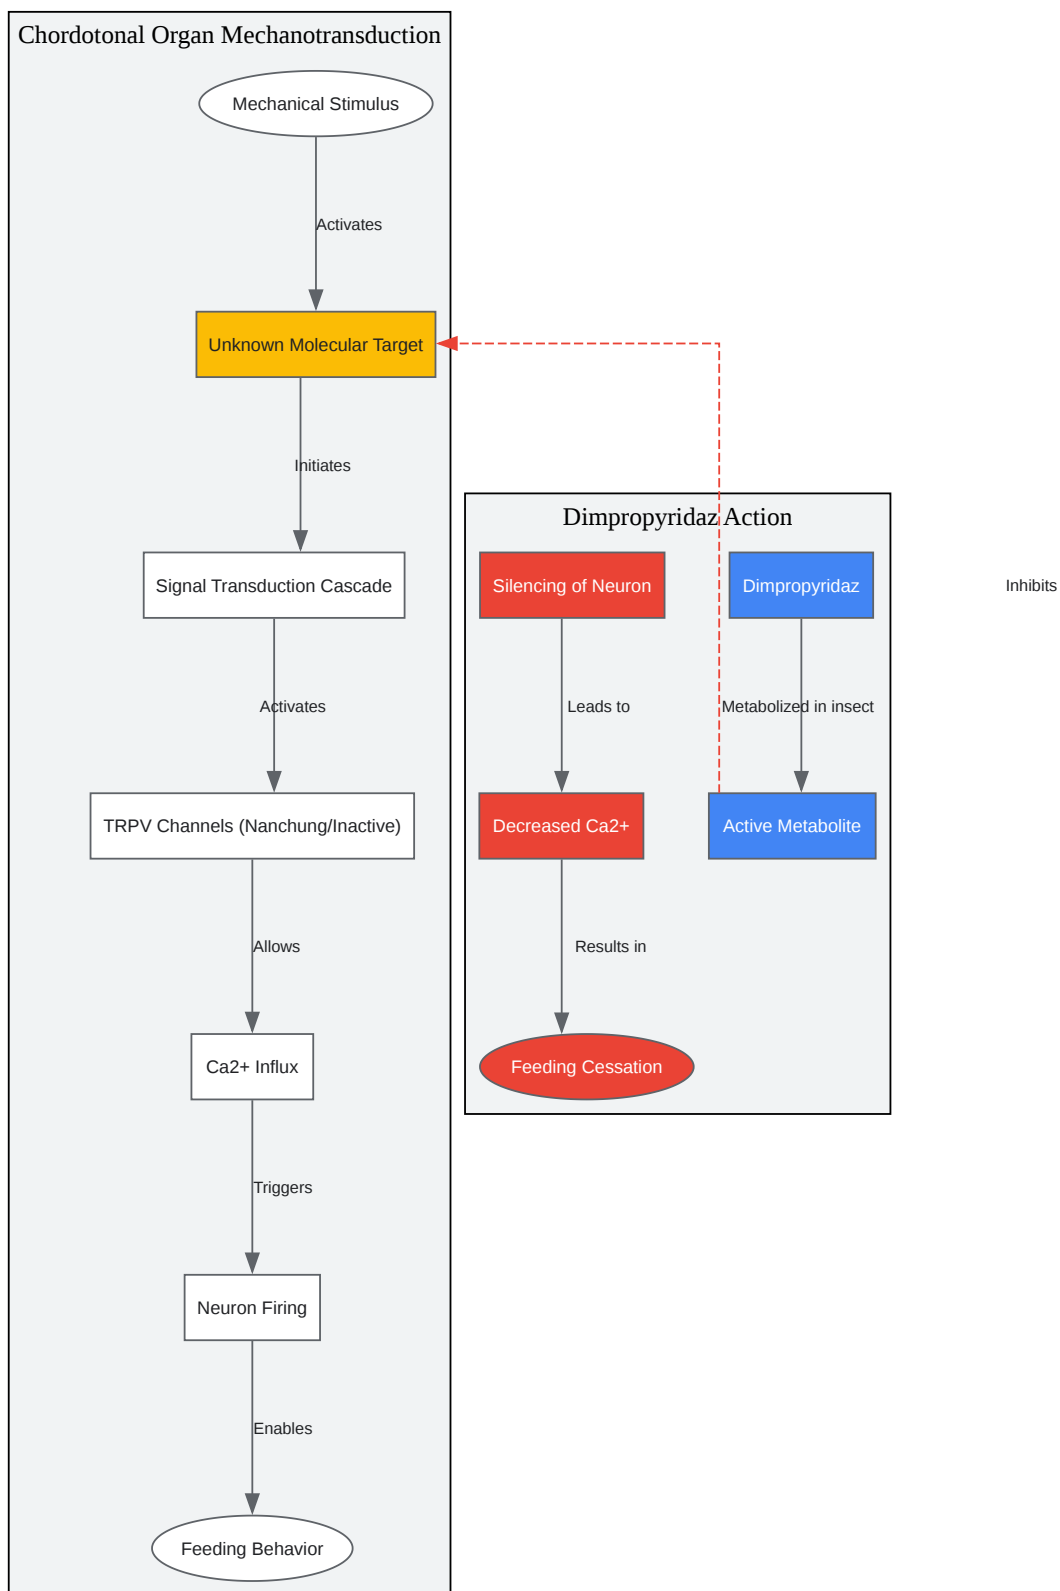 Chordotonal Organ Mechanotransduction
Mechanical Stimulus
Activates
Unknown Molecular Target
Initiates
Signal Transduction Cascade
Activates
TRPV Channels (Nanchung/Inactive)
Allows
Ca2+ Influx
Triggers
Neuron Firing
Enables
Feeding Behavior
Dimpropyridaz Action
Silencing of Neuron
Leads to
Decreased Ca2+
Results in
Feeding Cessation
Dimpropyridaz
Metabolized in insect
Active Metabolite
Inhibits